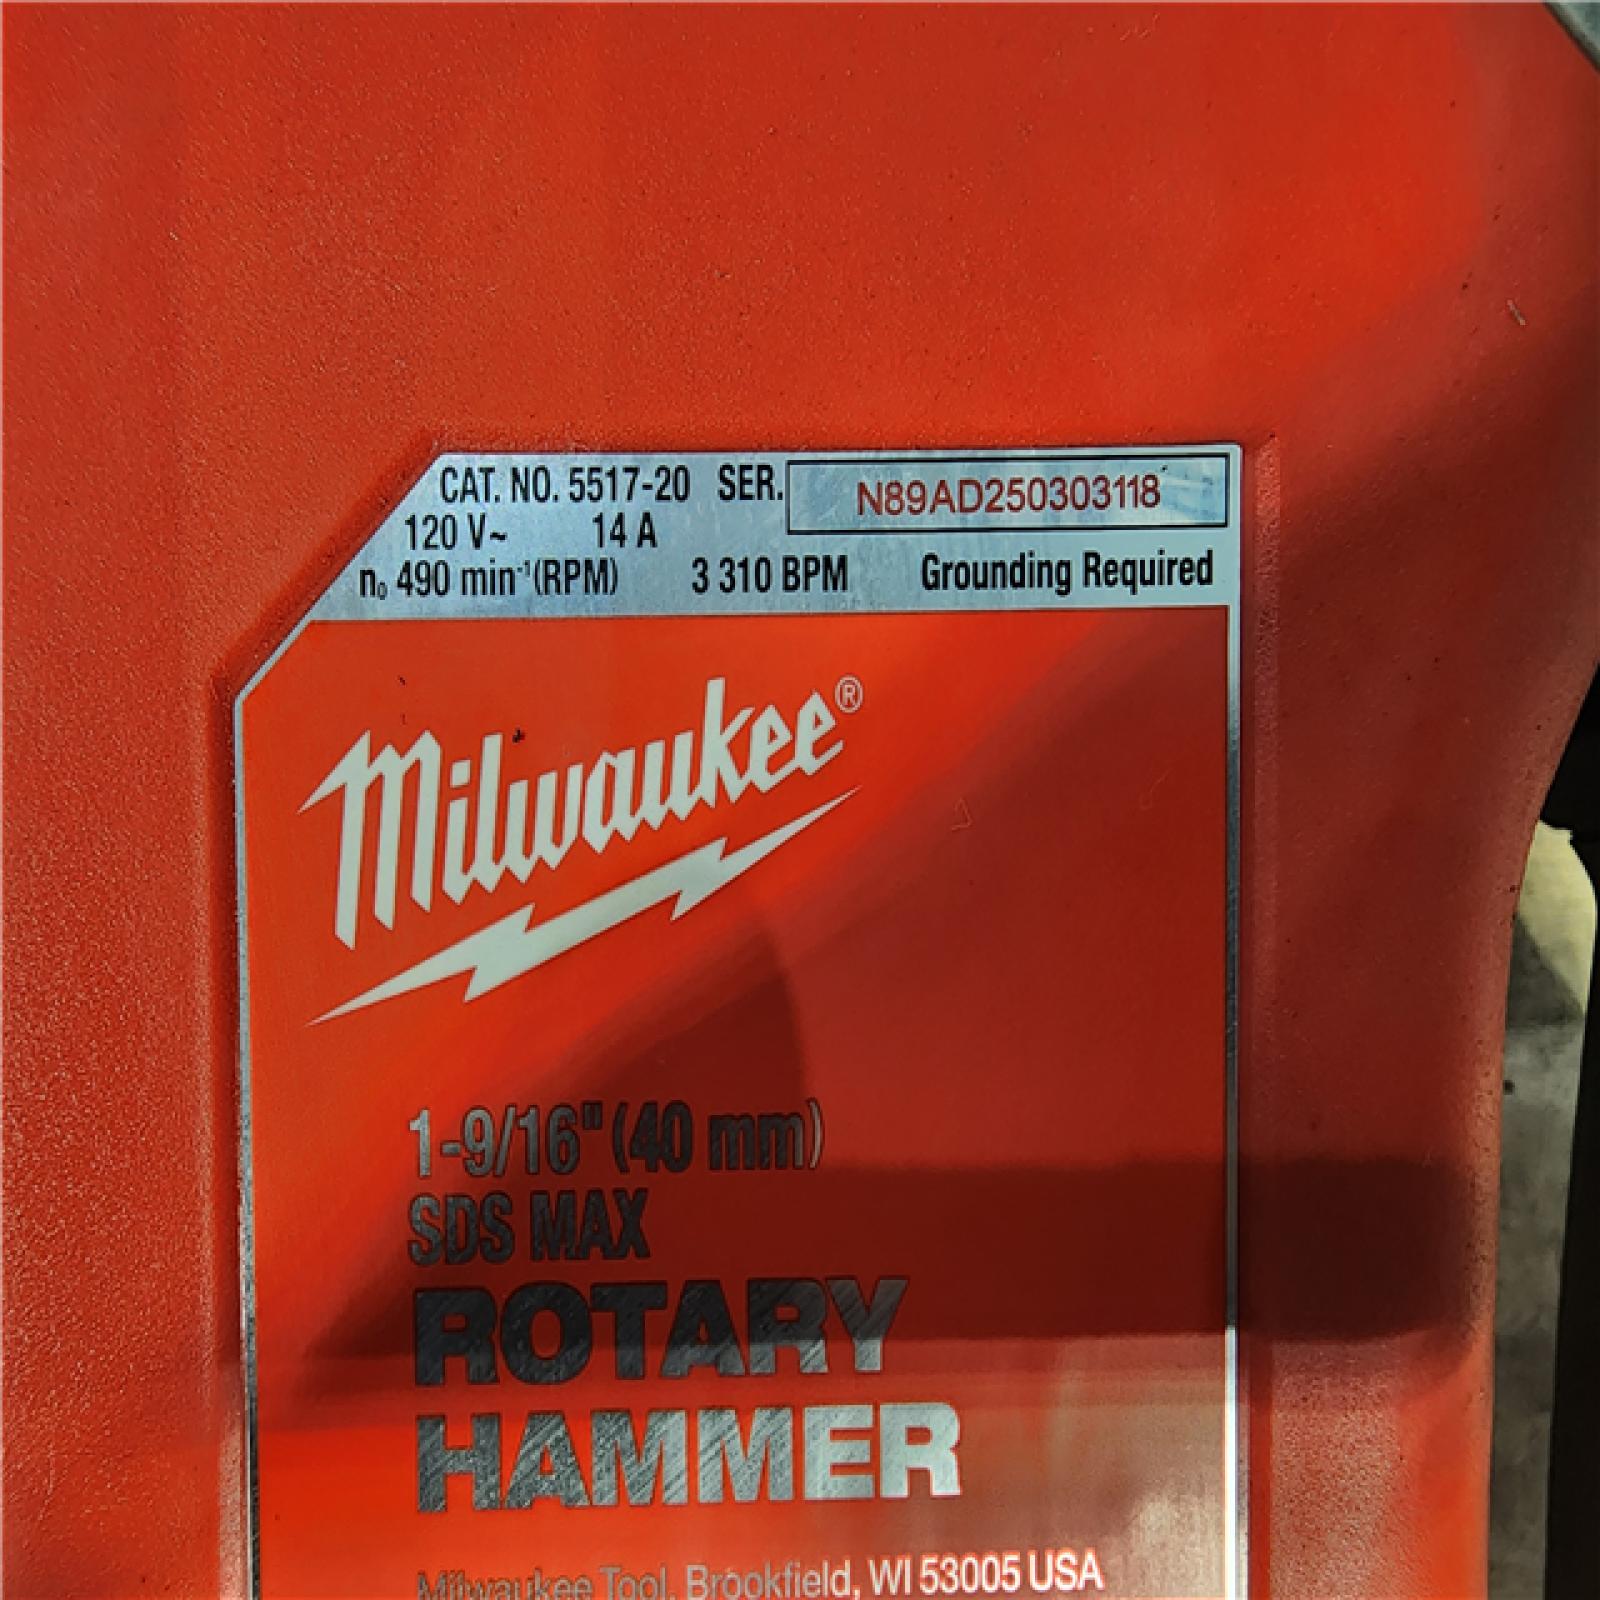 CAT. NO. 5517-20 SER. N89AD250303118
120 V~ 14 A
n₀ 490 min⁻¹(RPM) 3 310 BPM Grounding Required
Milwaukee®
1-9/16" (40 mm)
SDS MAX
ROTARY
HAMMER
Milwaukee Tool, Brookfield, WI 53005 USA